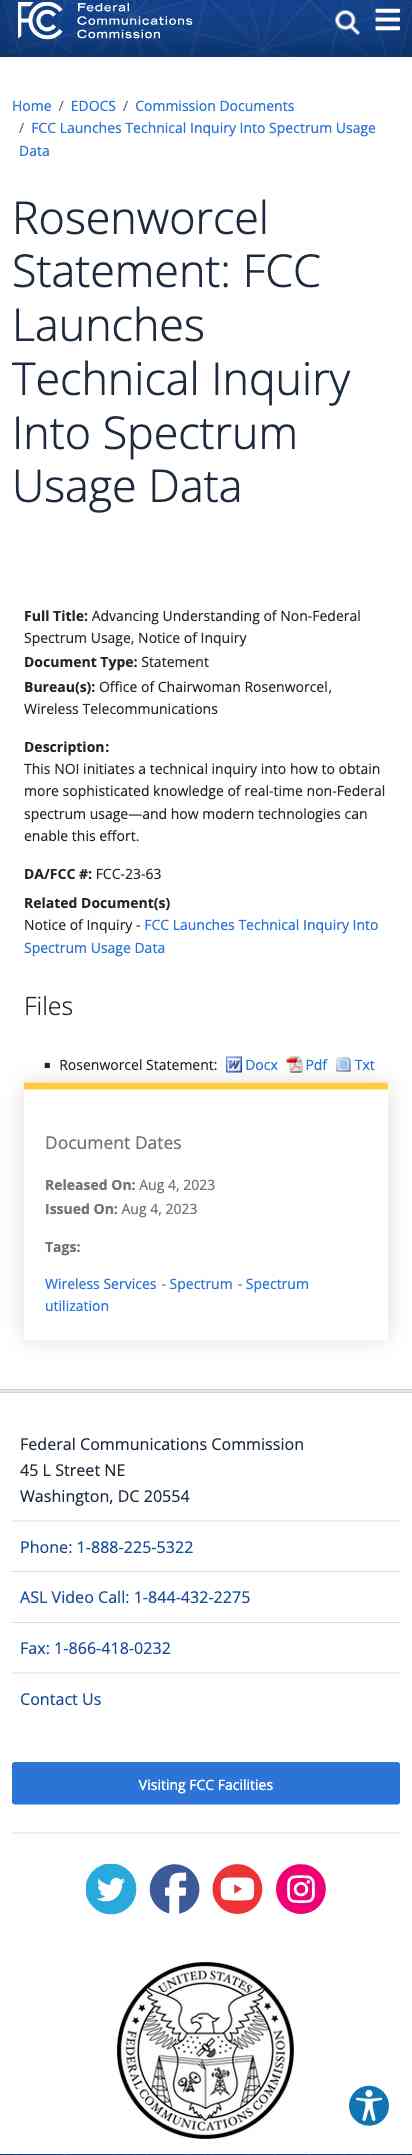 Federal
Communications
Commission
Home / EDOCS / Commission Documents
/ FCC Launches Technical Inquiry Into Spectrum Usage
Data
Rosenworcel
Statement: FCC
Launches
Technical Inquiry
Into Spectrum
Usage Data
Full Title: Advancing Understanding of Non-Federal
Spectrum Usage, Notice of Inquiry
Document Type: Statement
Bureau(s): Office of Chairwoman Rosenworcel,
Wireless Telecommunications
Description:
This NOI initiates a technical inquiry into how to obtain
more sophisticated knowledge of real-time non-Federal
spectrum usage—and how modern technologies can
enable this effort.
DA/FCC #: FCC-23-63
Related Document(s)
Notice of Inquiry - FCC Launches Technical Inquiry Into
Spectrum Usage Data
Files
▪ Rosenworcel Statement: Docx Pdf Txt
Document Dates
Released On: Aug 4, 2023
Issued On: Aug 4, 2023
Tags:
Wireless Services - Spectrum - Spectrum
utilization
Federal Communications Commission
45 L Street NE
Washington, DC 20554
Phone: 1-888-225-5322
ASL Video Call: 1-844-432-2275
Fax: 1-866-418-0232
Contact Us
Visiting FCC Facilities
UNITED STATES
FEDERAL COMMUNICATIONS COMMISSION